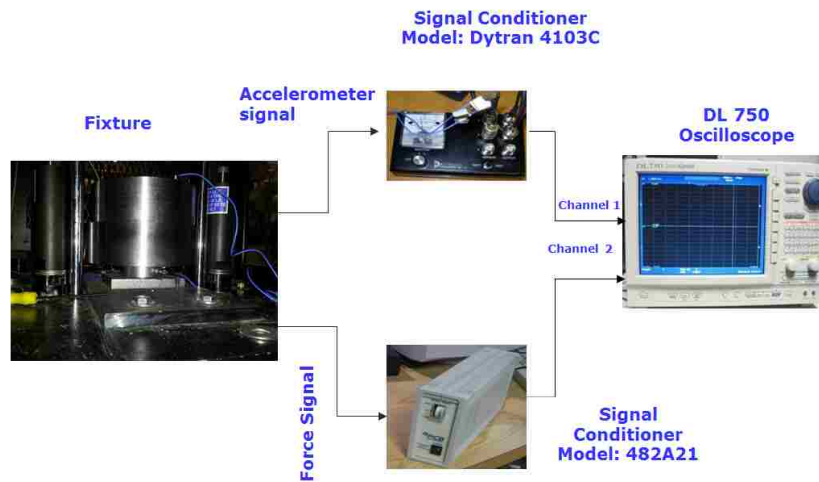 Signal Conditioner
Model: Dytran 4103C
Accelerometer
signal
Fixture
DL 750
Oscilloscope
Channel 1
Channel 2
Force Signal
Signal
Conditioner
Model: 482A21